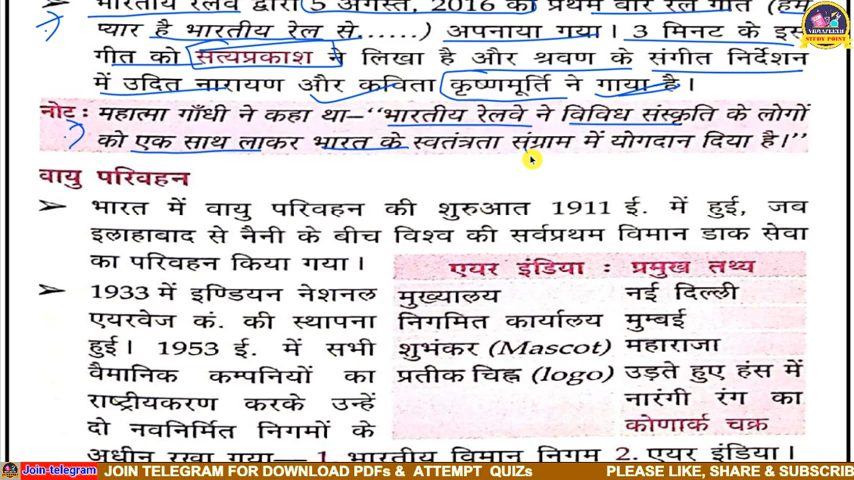 भारतीय रेलवे द्वारा 5 अगस्त, 2016 को प्रथम बार रेल गीत (हमें
प्यार है भारतीय रेल से......) अपनाया गया। 3 मिनट के इस
गीत को सत्यप्रकाश ने लिखा है और श्रवण के संगीत निर्देशन
में उदित नारायण और कविता कृष्णमूर्ति ने गाया है।
नोट: महात्मा गाँधी ने कहा था–‘‘भारतीय रेलवे ने विविध संस्कृति के लोगों
को एक साथ लाकर भारत के स्वतंत्रता संग्राम में योगदान दिया है।’’
वायु परिवहन
➤ भारत में वायु परिवहन की शुरुआत 1911 ई. में हुई, जब
इलाहाबाद से नैनी के बीच विश्व की सर्वप्रथम विमान डाक सेवा
का परिवहन किया गया।
➤ 1933 में इण्डियन नेशनल
एयरवेज कं. की स्थापना
हुई। 1953 ई. में सभी
वैमानिक कम्पनियों का
राष्ट्रीयकरण करके उन्हें
दो नवनिर्मित निगमों के
अधीन रखा गया— 1. भारतीय विमान निगम 2. एयर इंडिया।
एयर इंडिया : प्रमुख तथ्य
मुख्यालय नई दिल्ली
निगमित कार्यालय मुम्बई
शुभंकर (Mascot) महाराजा
प्रतीक चिह्न (logo) उड़ते हुए हंस में
नारंगी रंग का
कोणार्क चक्र
STUDY POINT
Join-telegram JOIN TELEGRAM FOR DOWNLOAD PDFs & ATTEMPT QUIZs PLEASE LIKE, SHARE & SUBSCRIB